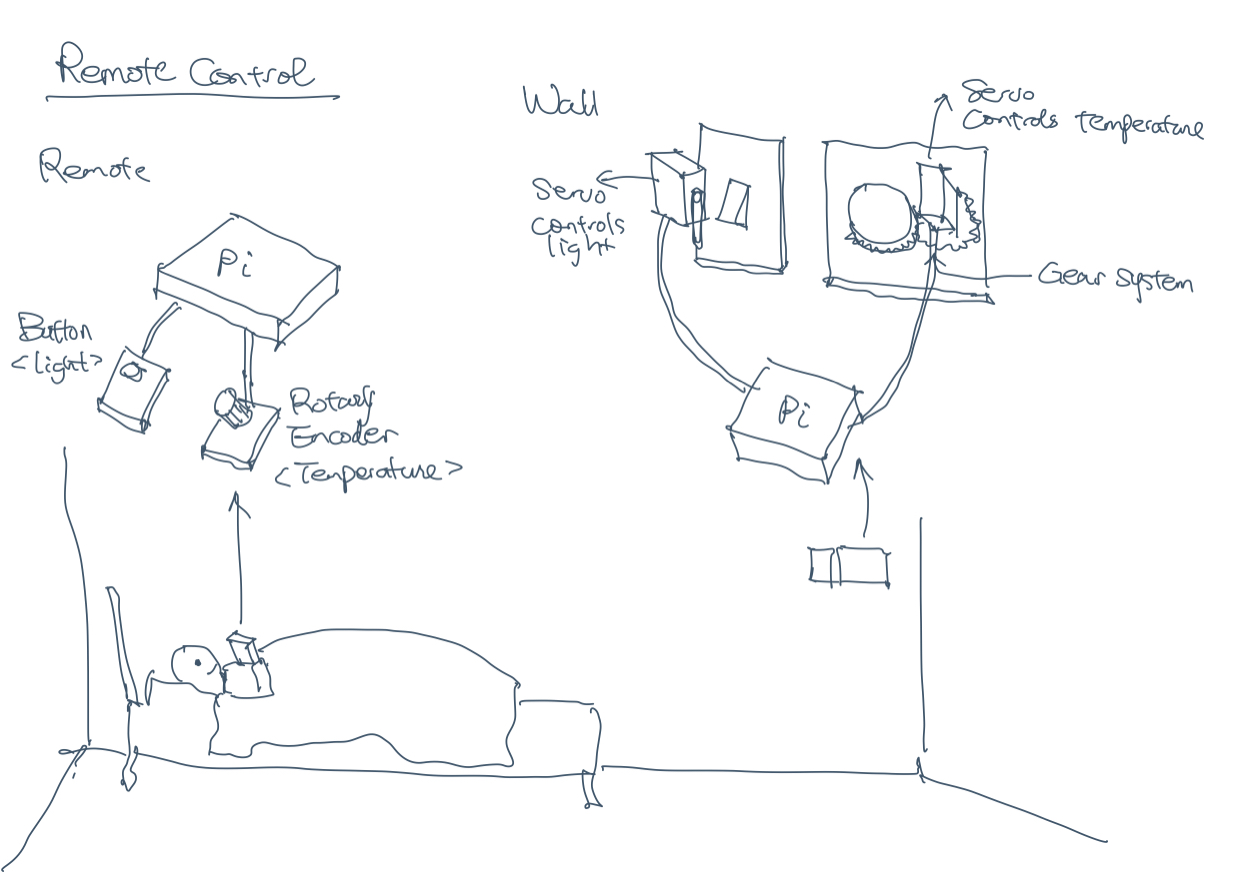 Remote Control
Remote
Pi
Button
<light>
Rotary
Encoder
<Temperature>
Wall
Servo
controls
light
Servo
controls temperature
Gear system
Pi